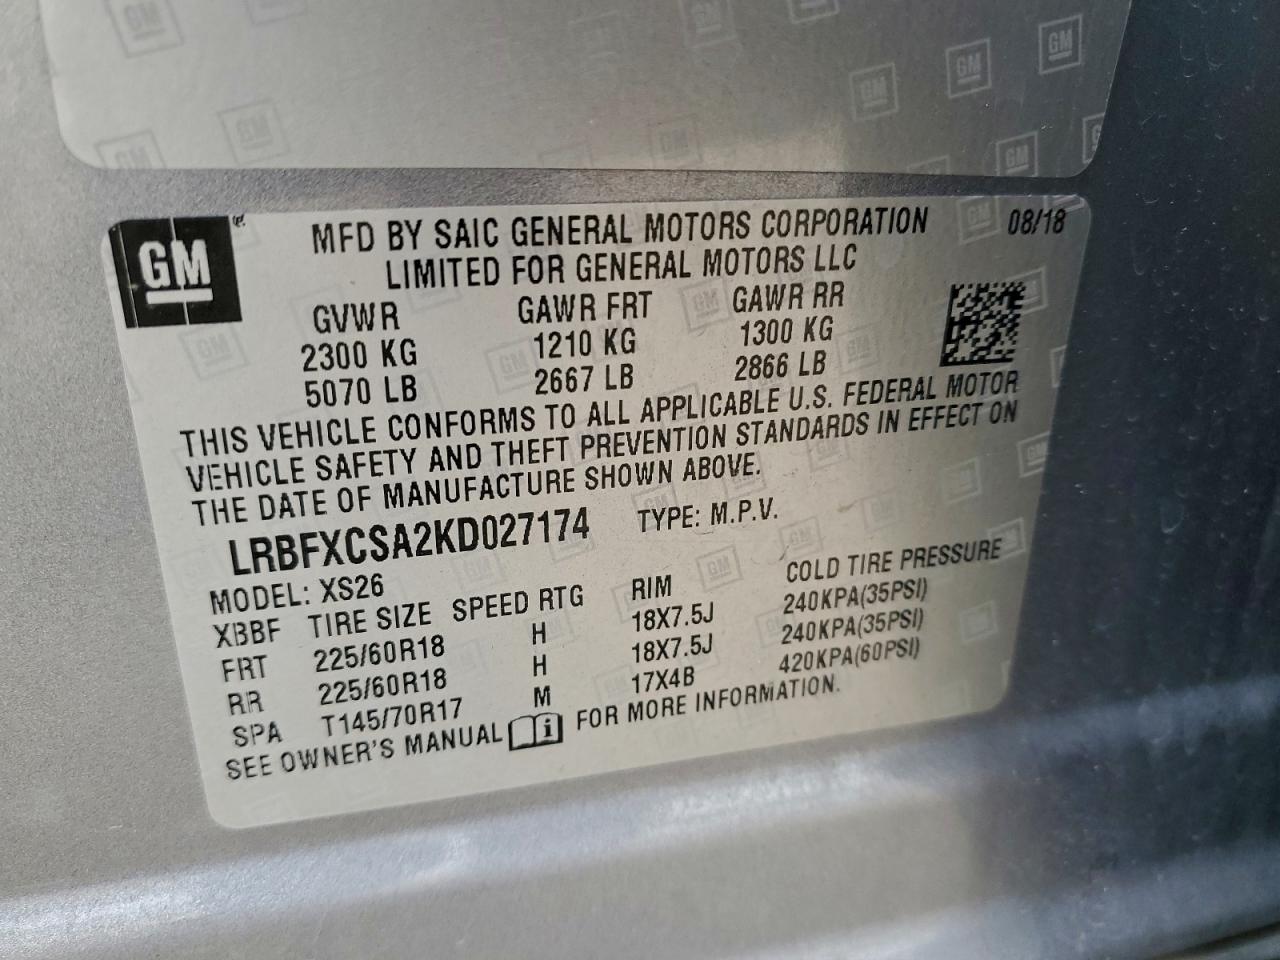 GM
MFD BY SAIC GENERAL MOTORS CORPORATION 08/18
LIMITED FOR GENERAL MOTORS LLC
GVWR GAWR FRT GAWR RR
2300 KG 1210 KG 1300 KG
5070 LB 2667 LB 2866 LB
THIS VEHICLE CONFORMS TO ALL APPLICABLE U.S. FEDERAL MOTOR
VEHICLE SAFETY AND THEFT PREVENTION STANDARDS IN EFFECT ON
THE DATE OF MANUFACTURE SHOWN ABOVE.
LRBFXCSA2KD027174 TYPE: M.P.V.
MODEL: XS26
XBBF TIRE SIZE SPEED RTG RIM COLD TIRE PRESSURE
FRT 225/60R18 H 18X7.5J 240KPA(35PSI)
RR 225/60R18 H 18X7.5J 240KPA(35PSI)
SPA T145/70R17 M 17X4B 420KPA(60PSI)
SEE OWNER'S MANUAL FOR MORE INFORMATION.